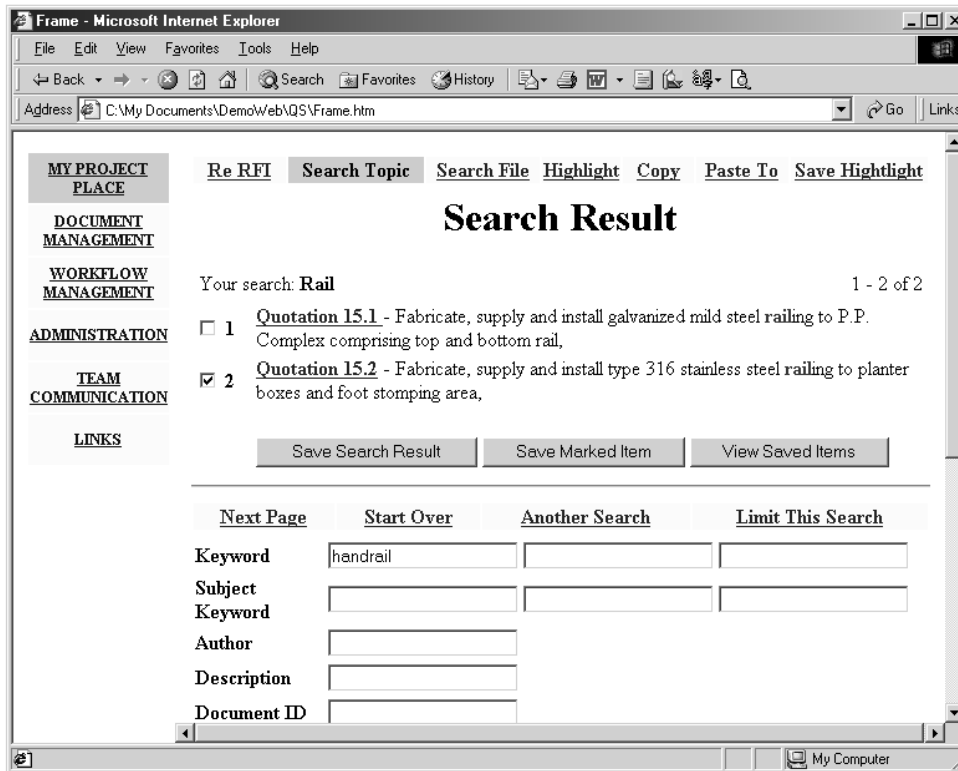 Frame - Microsoft Internet Explorer
File Edit View Favorites Tools Help
Back Search Favorites History
Address C:\My Documents\DemoWeb\QS\Frame.htm Go Links
MY PROJECT
PLACE
DOCUMENT
MANAGEMENT
WORKFLOW
MANAGEMENT
ADMINISTRATION
TEAM
COMMUNICATION
LINKS
Re RFI Search Topic Search File Highlight Copy Paste To Save Hightlight
Search Result
Your search: Rail 1 - 2 of 2
1 Quotation 15.1 - Fabricate, supply and install galvanized mild steel railing to P.P.
Complex comprising top and bottom rail,
2 Quotation 15.2 - Fabricate, supply and install type 316 stainless steel railing to planter
boxes and foot stomping area,
Save Search Result Save Marked Item View Saved Items
Next Page Start Over Another Search Limit This Search
Keyword handrail
Subject
Keyword
Author
Description
Document ID
My Computer